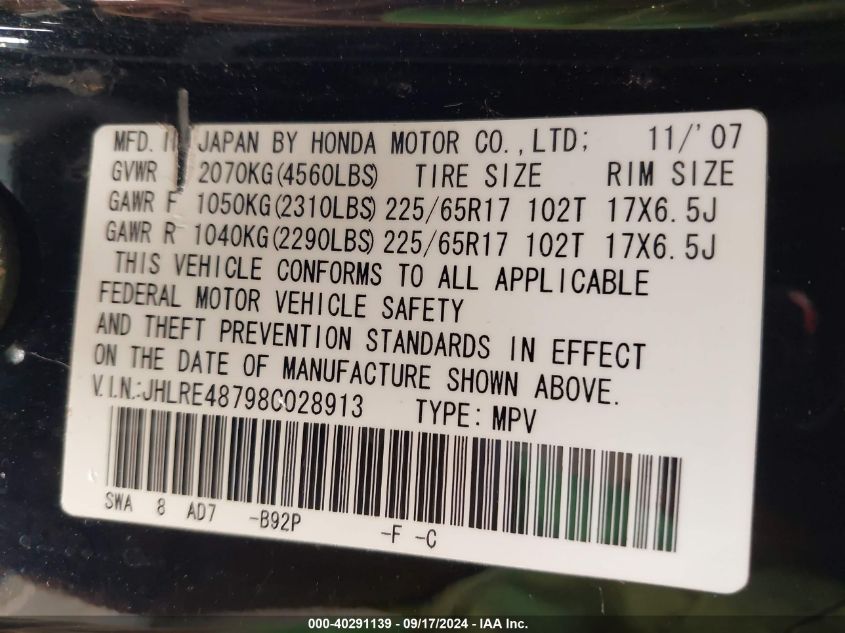 MFD. IN JAPAN BY HONDA MOTOR CO.,LTD; 11/'07
GVWR 2070KG(4560LBS) TIRE SIZE RIM SIZE
GAWR F 1050KG(2310LBS) 225/65R17 102T 17X6.5J
GAWR R 1040KG(2290LBS) 225/65R17 102T 17X6.5J
THIS VEHICLE CONFORMS TO ALL APPLICABLE
FEDERAL MOTOR VEHICLE SAFETY
AND THEFT PREVENTION STANDARDS IN EFFECT
ON THE DATE OF MANUFACTURE SHOWN ABOVE.
V.I.N.:JHLRE48798C028913 TYPE: MPV
SWA 8 AD7 -B92P -F -C
000-40291139 - 09/17/2024 - IAA Inc.